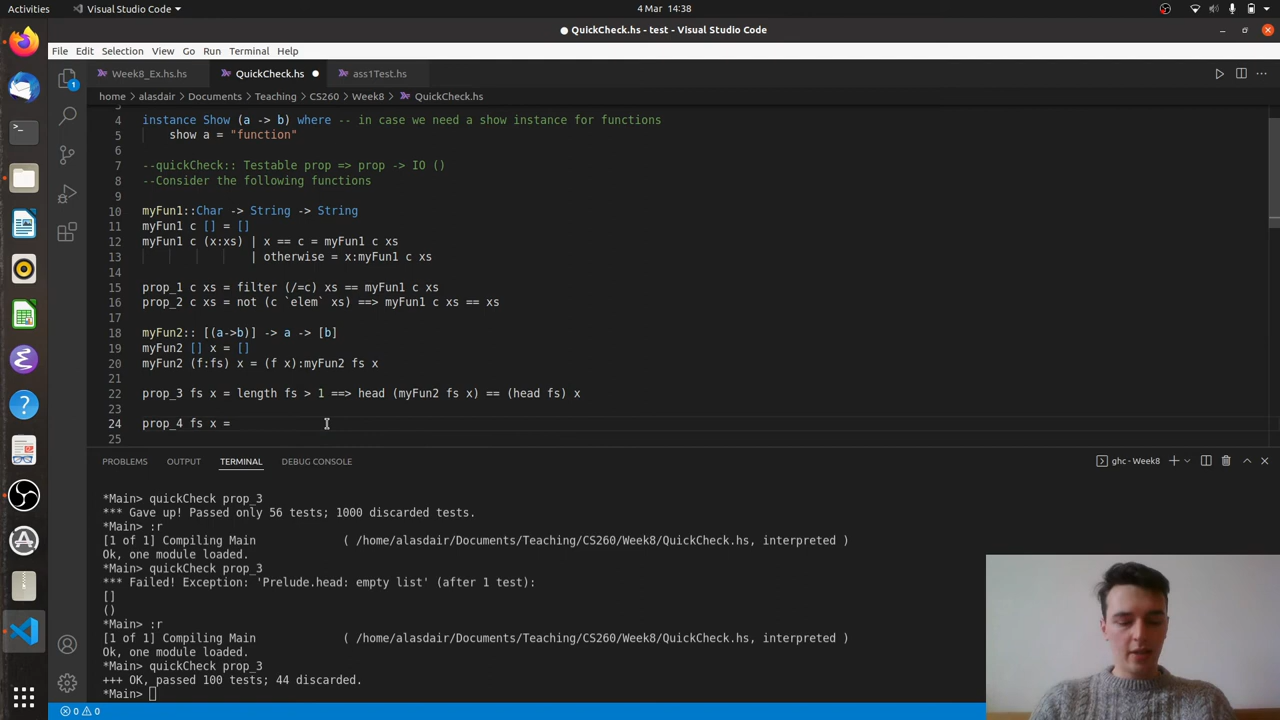 Activities
Visual Studio Code
4 Mar 14:38
QuickCheck.hs - test - Visual Studio Code
File Edit Selection View Go Run Terminal Help
Week8_Ex.hs.hs
QuickCheck.hs
ass1Test.hs
home > alasdair > Documents > Teaching > CS260 > Week8 > QuickCheck.hs
3
4 instance Show (a -> b) where -- in case we need a show instance for functions
5 show a = "function"
6
7 --quickCheck:: Testable prop => prop -> IO ()
8 --Consider the following functions
9
10 myFun1::Char -> String -> String
11 myFun1 c [] = []
12 myFun1 c (x:xs) | x == c = myFun1 c xs
13 | otherwise = x:myFun1 c xs
14
15 prop_1 c xs = filter (/=c) xs == myFun1 c xs
16 prop_2 c xs = not (c `elem` xs) ==> myFun1 c xs == xs
17
18 myFun2:: [(a->b)] -> a -> [b]
19 myFun2 [] x = []
20 myFun2 (f:fs) x = (f x):myFun2 fs x
21
22 prop_3 fs x = length fs > 1 ==> head (myFun2 fs x) == (head fs) x
23
24 prop_4 fs x =
25
PROBLEMS OUTPUT TERMINAL DEBUG CONSOLE
ghc - Week8
*Main> quickCheck prop_3
*** Gave up! Passed only 56 tests; 1000 discarded tests.
*Main> :r
[1 of 1] Compiling Main ( /home/alasdair/Documents/Teaching/CS260/Week8/QuickCheck.hs, interpreted )
Ok, one module loaded.
*Main> quickCheck prop_3
*** Failed! Exception: 'Prelude.head: empty list' (after 1 test):
[]
()
*Main> :r
[1 of 1] Compiling Main ( /home/alasdair/Documents/Teaching/CS260/Week8/QuickCheck.hs, interpreted )
Ok, one module loaded.
*Main> quickCheck prop_3
+++ OK, passed 100 tests; 44 discarded.
*Main>
0 0